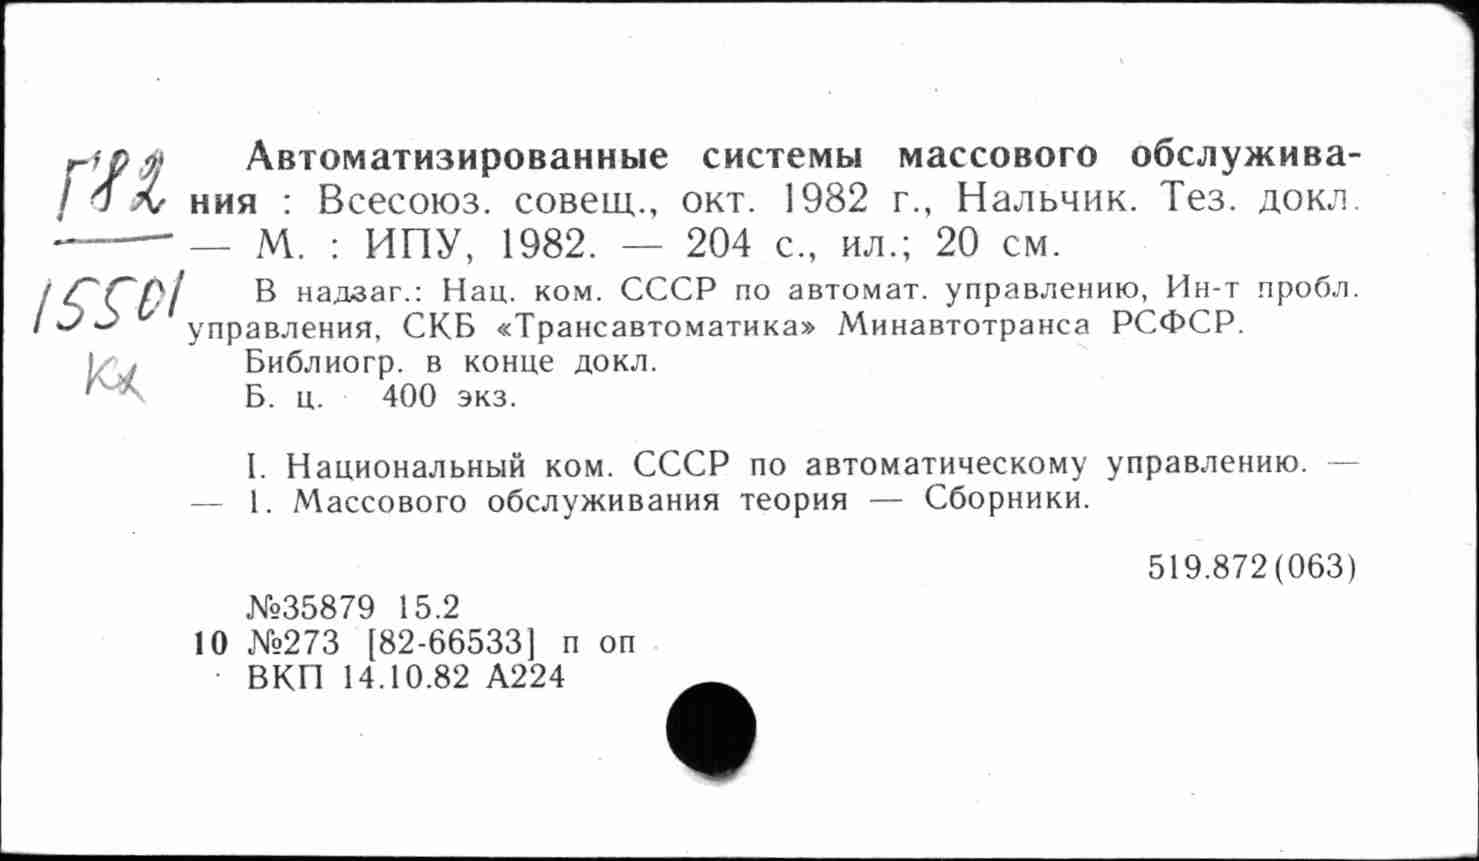 Г82
15501
Кх
Автоматизированные системы массового обслужива-
ния : Всесоюз. совещ., окт. 1982 г., Нальчик. Тез. докл.
— М. : ИПУ, 1982. — 204 с., ил.; 20 см.
В надзаг.: Нац. ком. СССР по автомат. управлению, Ин-т пробл.
управления, СКБ «Трансавтоматика» Минавтотранса РСФСР.
Библиогр. в конце докл.
Б. ц. 400 экз.
I. Национальный ком. СССР по автоматическому управлению. —
— 1. Массового обслуживания теория — Сборники.
519.872(063)
№35879 15.2
10 №273 [82-66533] п оп
ВКП 14.10.82 А224